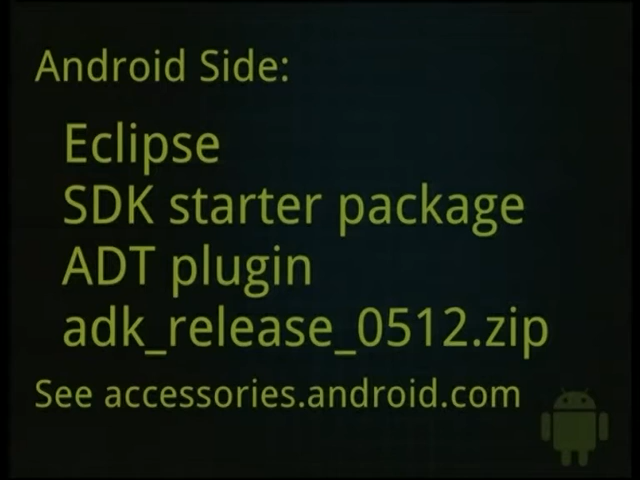 Android Side:
Eclipse
SDK starter package
ADT plugin
adk_release_0512.zip
See accessories.android.com